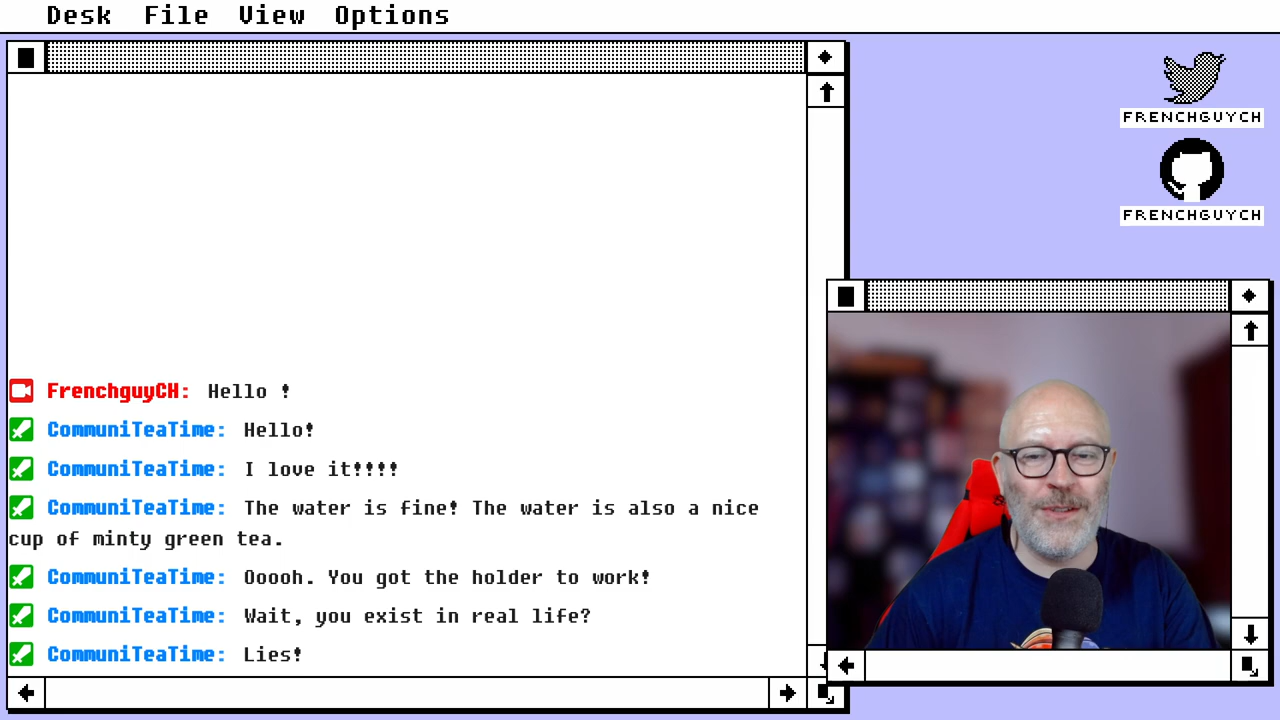 Desk File View Options
FRENCHGUYCH
FRENCHGUYCH
FrenchguyCH: Hello !
CommuniTeaTime: Hello!
CommuniTeaTime: I love it!!!!
CommuniTeaTime: The water is fine! The water is also a nice
cup of minty green tea.
CommuniTeaTime: Ooooh. You got the holder to work!
CommuniTeaTime: Wait, you exist in real life?
CommuniTeaTime: Lies!